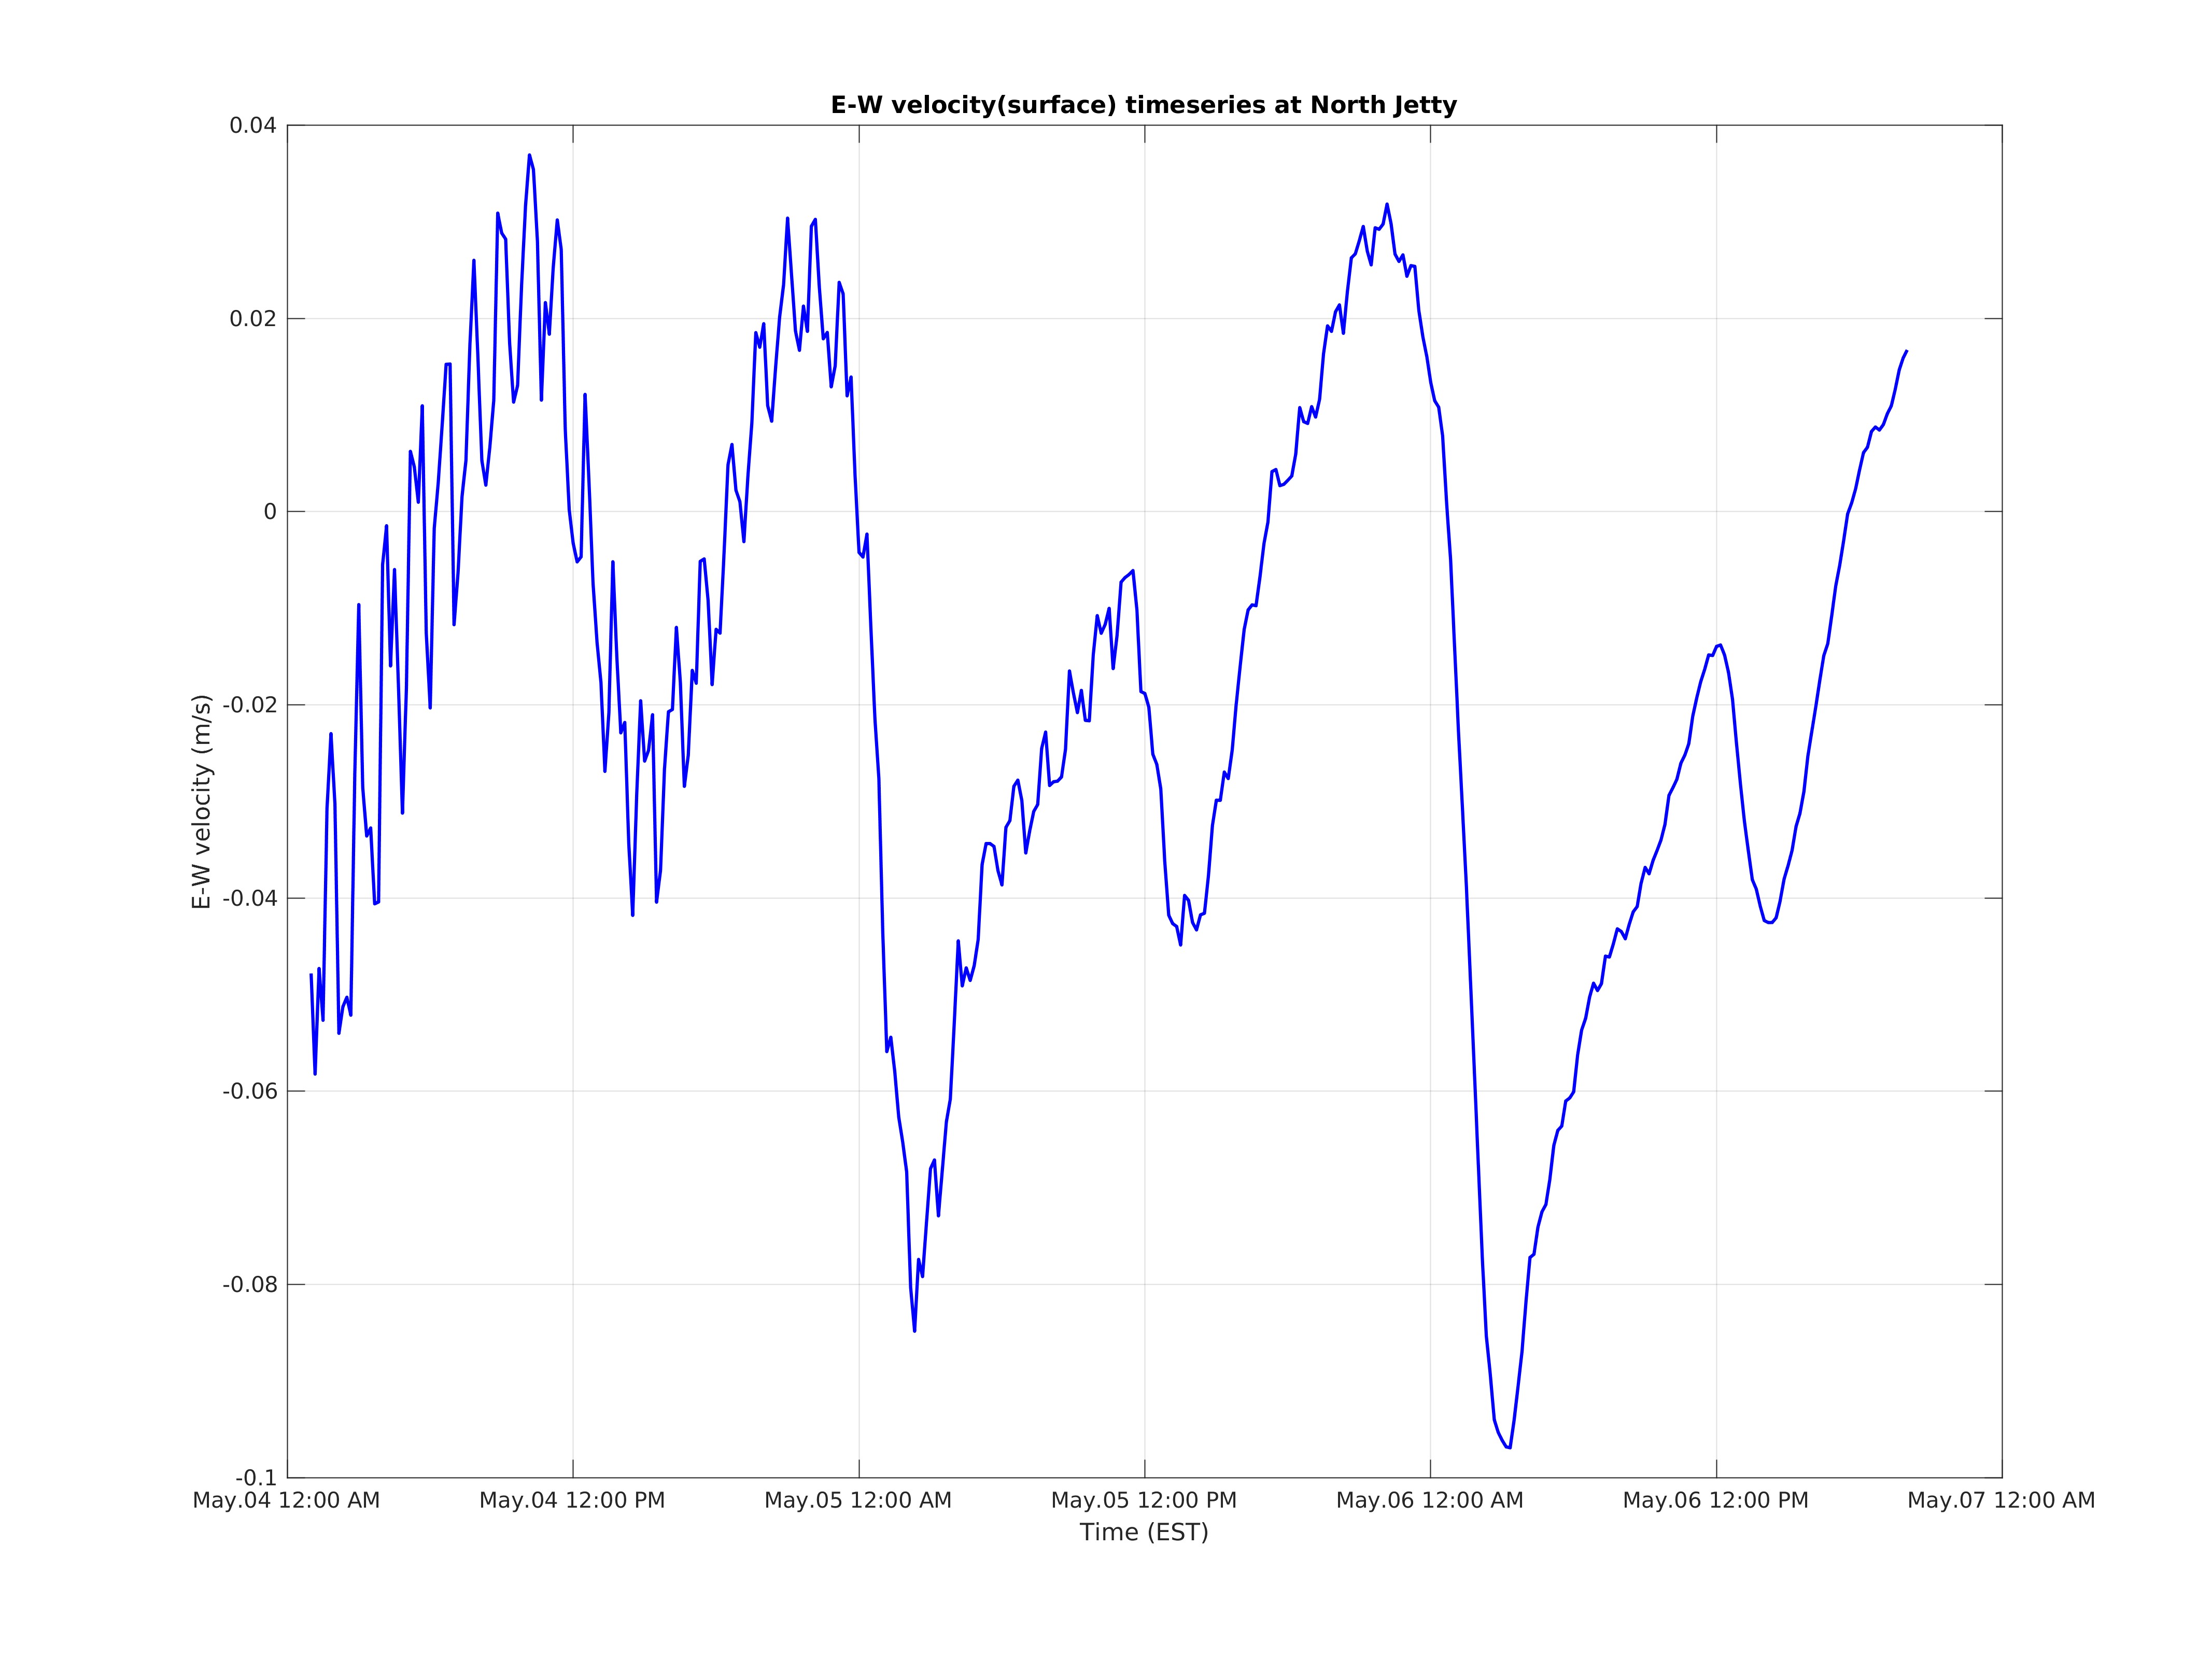 E-W velocity(surface) timeseries at North Jetty
0.04
0.02
0
-0.02
-0.04
-0.06
-0.08
-0.1
E-W velocity (m/s)
May.04 12:00 AM
May.04 12:00 PM
May.05 12:00 AM
May.05 12:00 PM
May.06 12:00 AM
May.06 12:00 PM
May.07 12:00 AM
Time (EST)